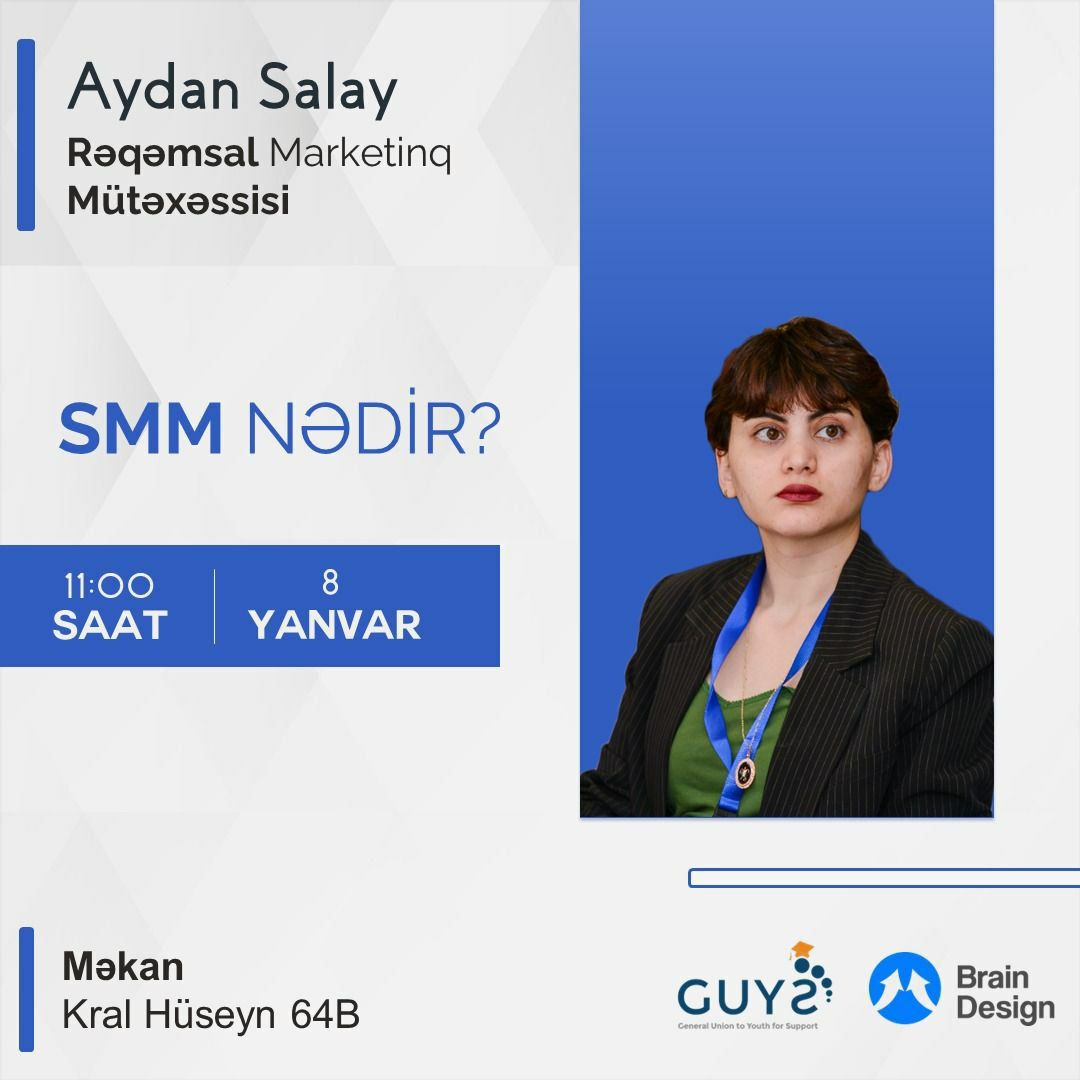 Aydan Salay
Rəqəmsal Marketinq
Mütəxəssisi
SMM NƏDİR?
11:00
SAAT
8
YANVAR
Məkan
Kral Hüseyn 64B
GUYS
General Union to Youth for Support
Brain
Design